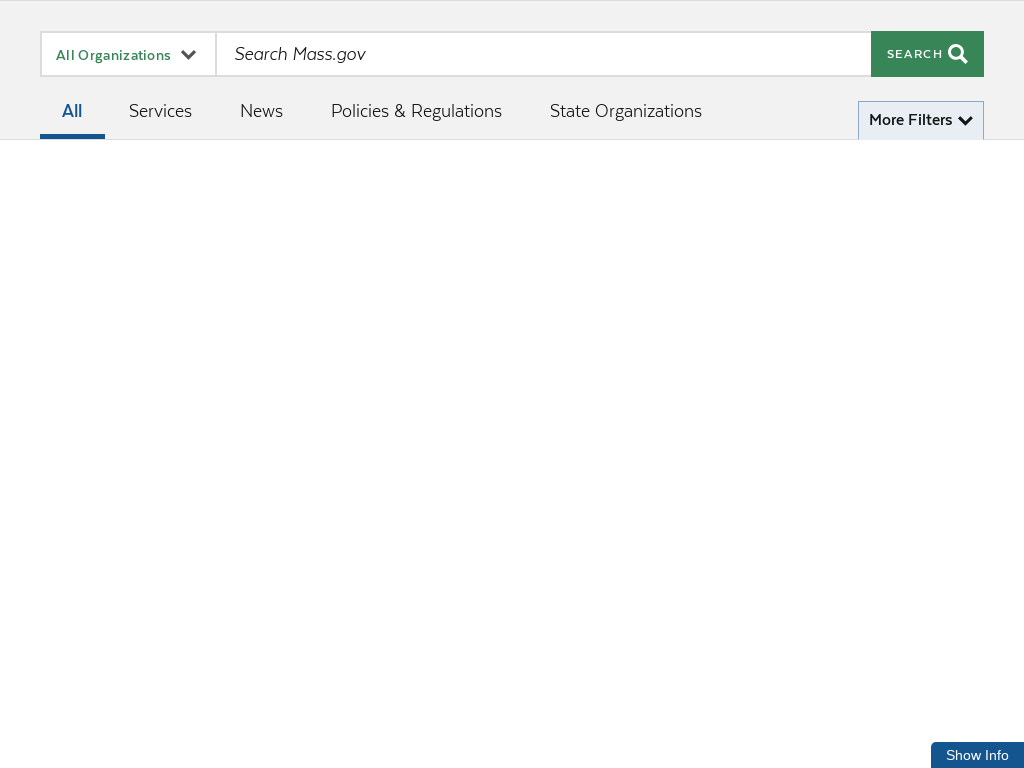 All Organizations
Search Mass.gov
SEARCH
All
Services
News
Policies & Regulations
State Organizations
More Filters
Show Info